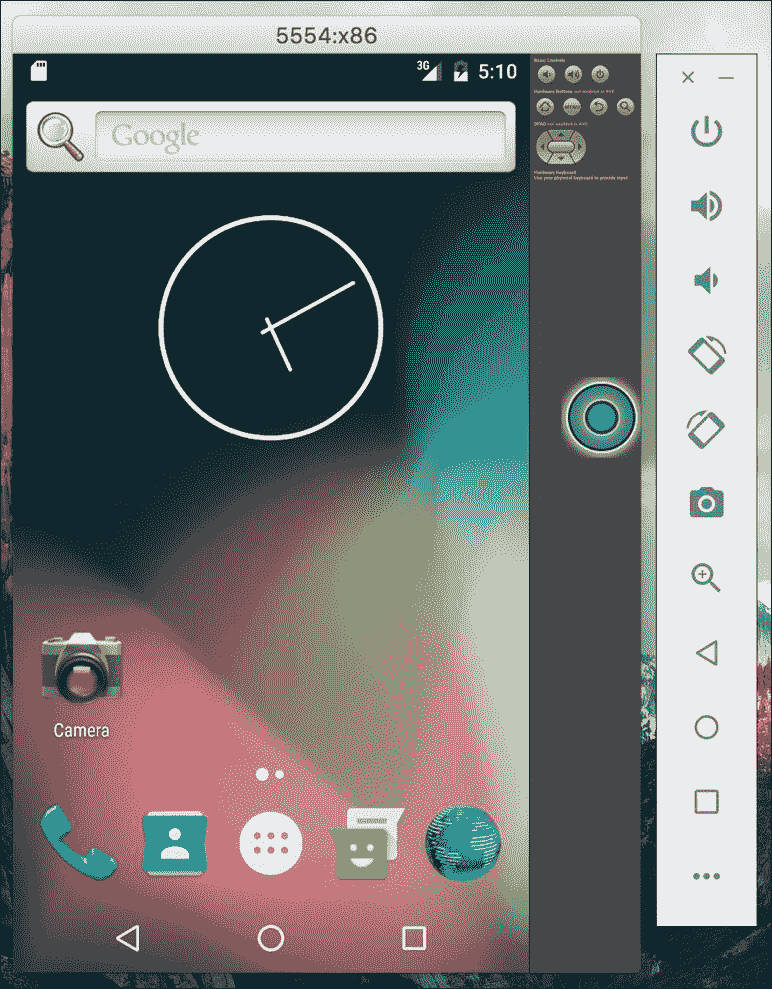 5554:x86
3G
5:10
Google
Camera
Basic Controls
Hardware Buttons not enabled in AVD
MENU
DPAD not enabled in AVD
Hardware Keyboard
Use your physical keyboard to provide input